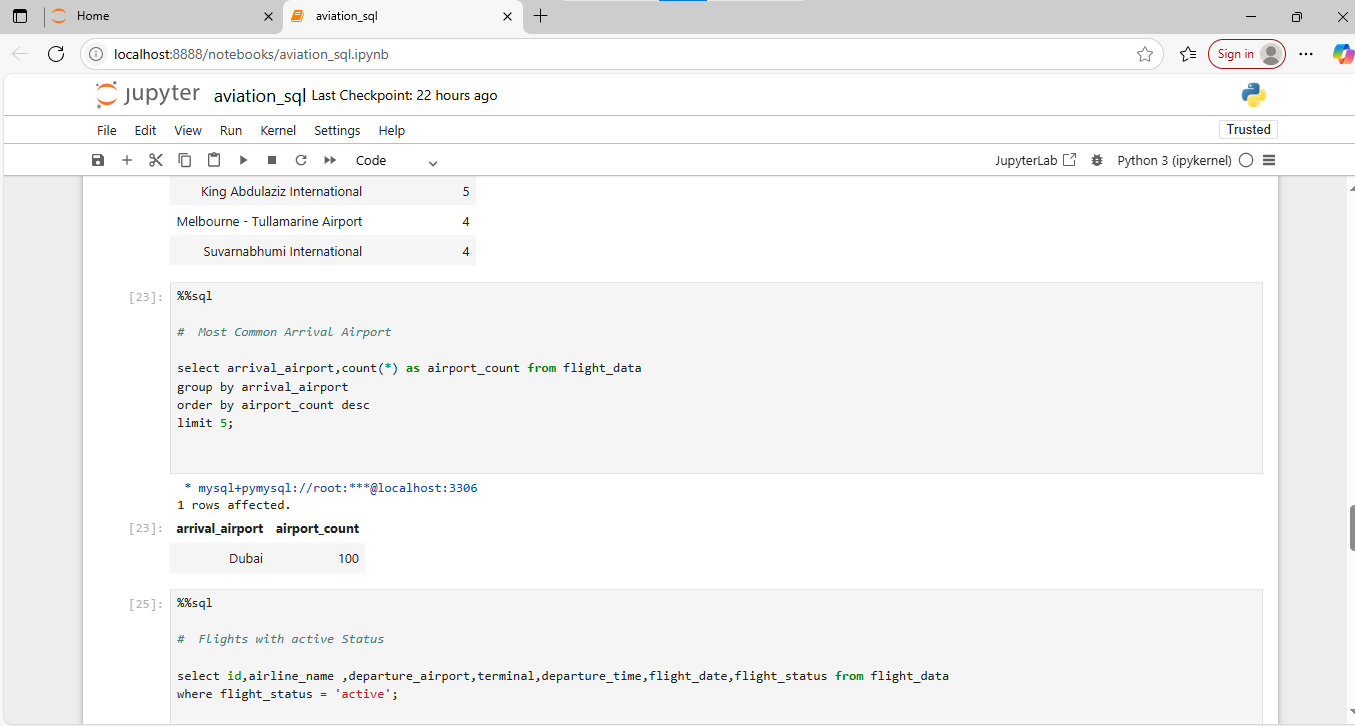 Home
aviation_sql
localhost:8888/notebooks/aviation_sql.ipynb
Sign in
jupyter aviation_sql Last Checkpoint: 22 hours ago
File Edit View Run Kernel Settings Help
Trusted
Code
JupyterLab
Python 3 (ipykernel)
King Abdulaziz International 5
Melbourne - Tullamarine Airport 4
Suvarnabhumi International 4
[23]: %%sql
#  Most Common Arrival Airport
select arrival_airport,count(*) as airport_count from flight_data
group by arrival_airport
order by airport_count desc
limit 5;
* mysql+pymysql://root:***@localhost:3306
1 rows affected.
[23]: arrival_airport airport_count
Dubai 100
[25]: %%sql
#  Flights with active Status
select id,airline_name ,departure_airport,terminal,departure_time,flight_date,flight_status from flight_data
where flight_status = 'active';